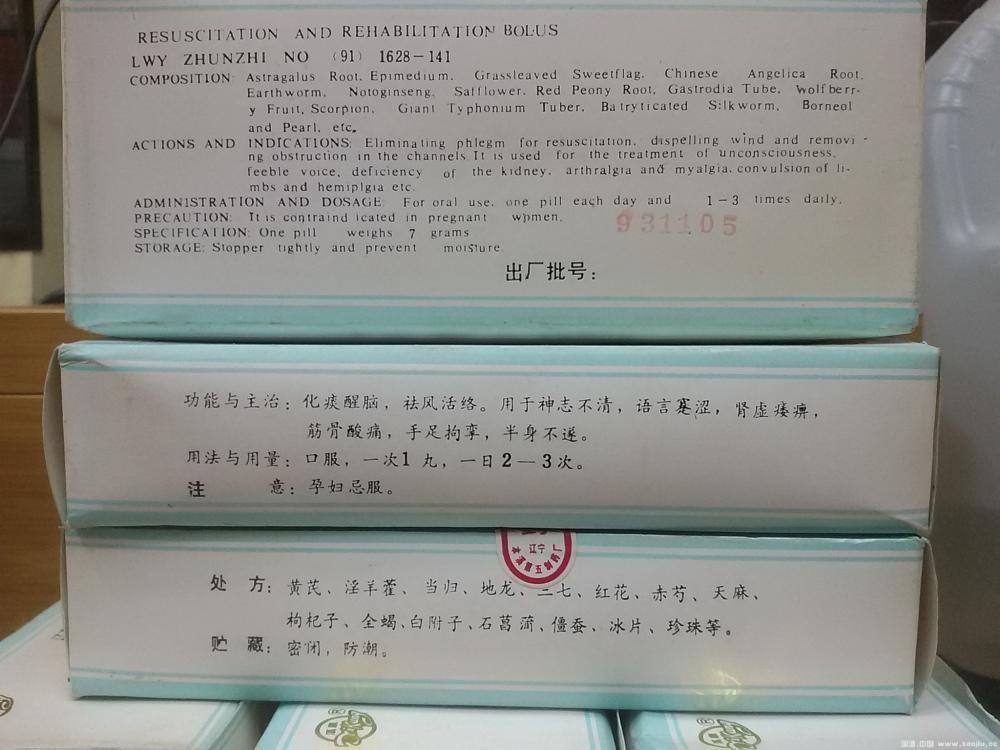 RESUSCITATION AND REHABILITATION BOLUS
LWY ZHUNZHI NO (91) 1628-141
COMPOSITION: Astragalus Root, Epimedium, Grassleaved Sweetflag, Chinese Angelica Root,
Earthworm, Notoginseng, Safflower, Red Peony Root, Gastrodia Tube, Wolfberr-
y Fruit, Scorpion, Giant Typhonium Tuber, Batryticated Silkworm, Borneol
and Pearl, etc.
ACTIONS AND INDICATIONS: Eliminating phlegm for resuscitation, dispelling wind and removi-
ng obstruction in the channels. It is used for the treatment of unconsciousness,
feeble voice, deficiency of the kidney, arthralgia and myalgia, convulsion of li-
mbs and hemiplgia etc.
ADMINISTRATION AND DOSAGE: For oral use, one pill each day and 1-3 times daily,
PRECAUTION: It is contraind icated in pregnant women.
SPECIFICATION: One pill weighs 7 grams
STORAGE: Stopper tightly and prevent moisture.
931105
出厂批号：
功能与主治：化痰醒脑，祛风活络。用于神志不清，语言蹇涩，肾虚痿痹，
筋骨酸痛，手足拘挛，半身不遂。
用法与用量：口服，一次1 丸，一日2—3次。
注 意：孕妇忌服。
辽宁
本溪第五制药厂
处 方：黄芪、淫羊藿、当归、地龙、三七、红花、赤芍、天麻、
枸杞子、全蝎、白附子、石菖蒲、僵蚕、冰片、珍珠等。
贮 藏：密闭，防潮。